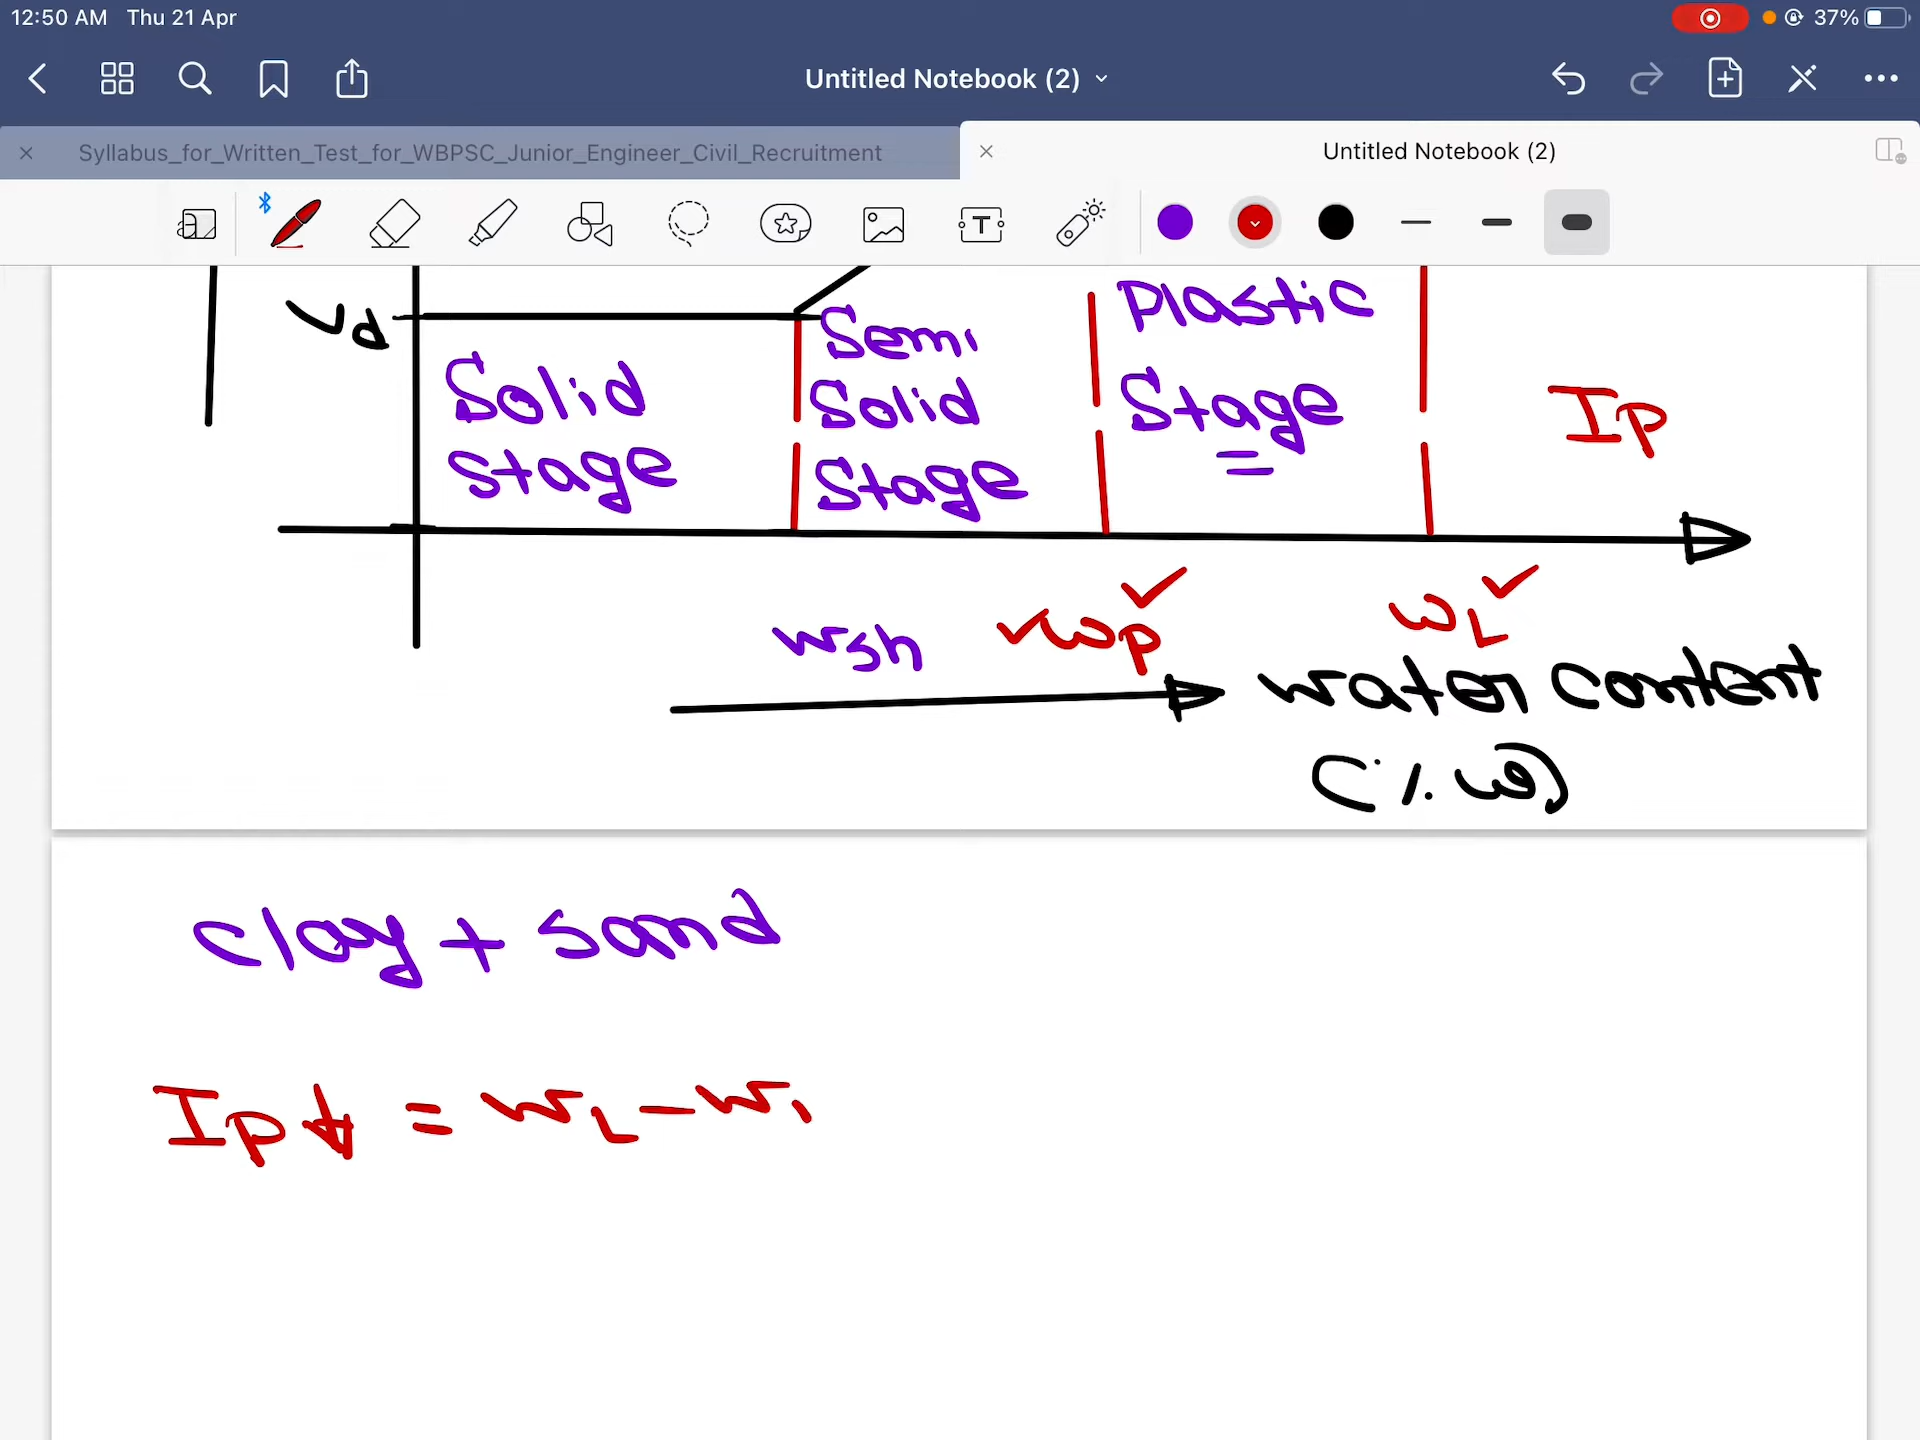 12:50 AM Thu 21 Apr
37%
Untitled Notebook (2)
Syllabus_for_Written_Test_for_WBPSC_Junior_Engineer_Civil_Recruitment
Untitled Notebook (2)
Vd
Solid stage
Semi Solid Stage
Plastic Stage
Ip
wsh
wp
wL
water content
(% w)
clay + sand
Ip ↓ = wL - w